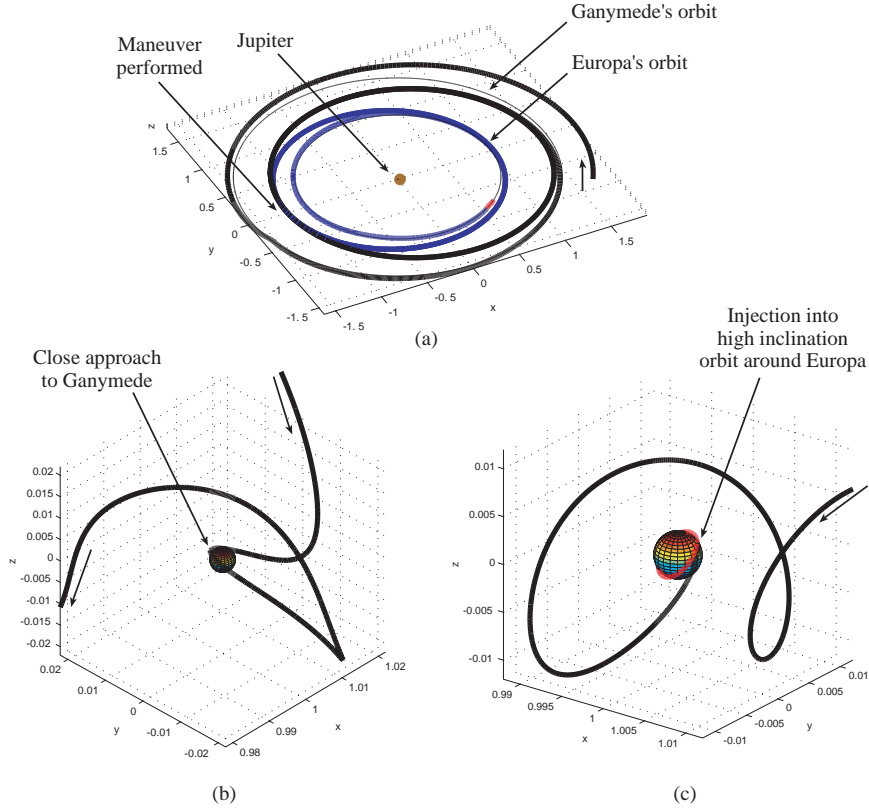 Ganymede's orbit
Maneuver
performed
Jupiter
Europa's orbit
z
1.5
1
0.5
0
-0. 5
-1
-1. 5
y
-1.5
-1
-0.5
0
0.5
1
1.5
x
(a)
Close approach
to Ganymede
0.02
0.015
0.01
0.005
0
-0.005
-0.01
-0.015
-0.02
z
0.02
0.01
0
-0.01
-0.02
y
0.98
0.99
1
1.01
1.02
x
(b)
Injection into
high inclination
orbit around Europa
0.01
0.005
0
-0.005
-0.01
z
0.99
0.995
1
1.005
1.01
x
-0.01
-0.005
0
0.005
0.01
y
(c)